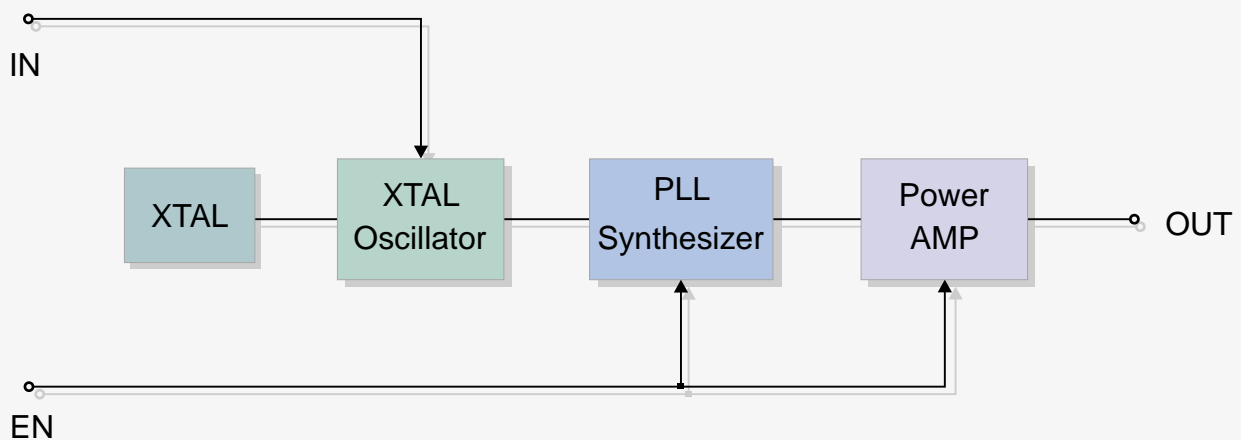 IN
XTAL
XTAL
Oscillator
PLL
Synthesizer
Power
AMP
OUT
EN